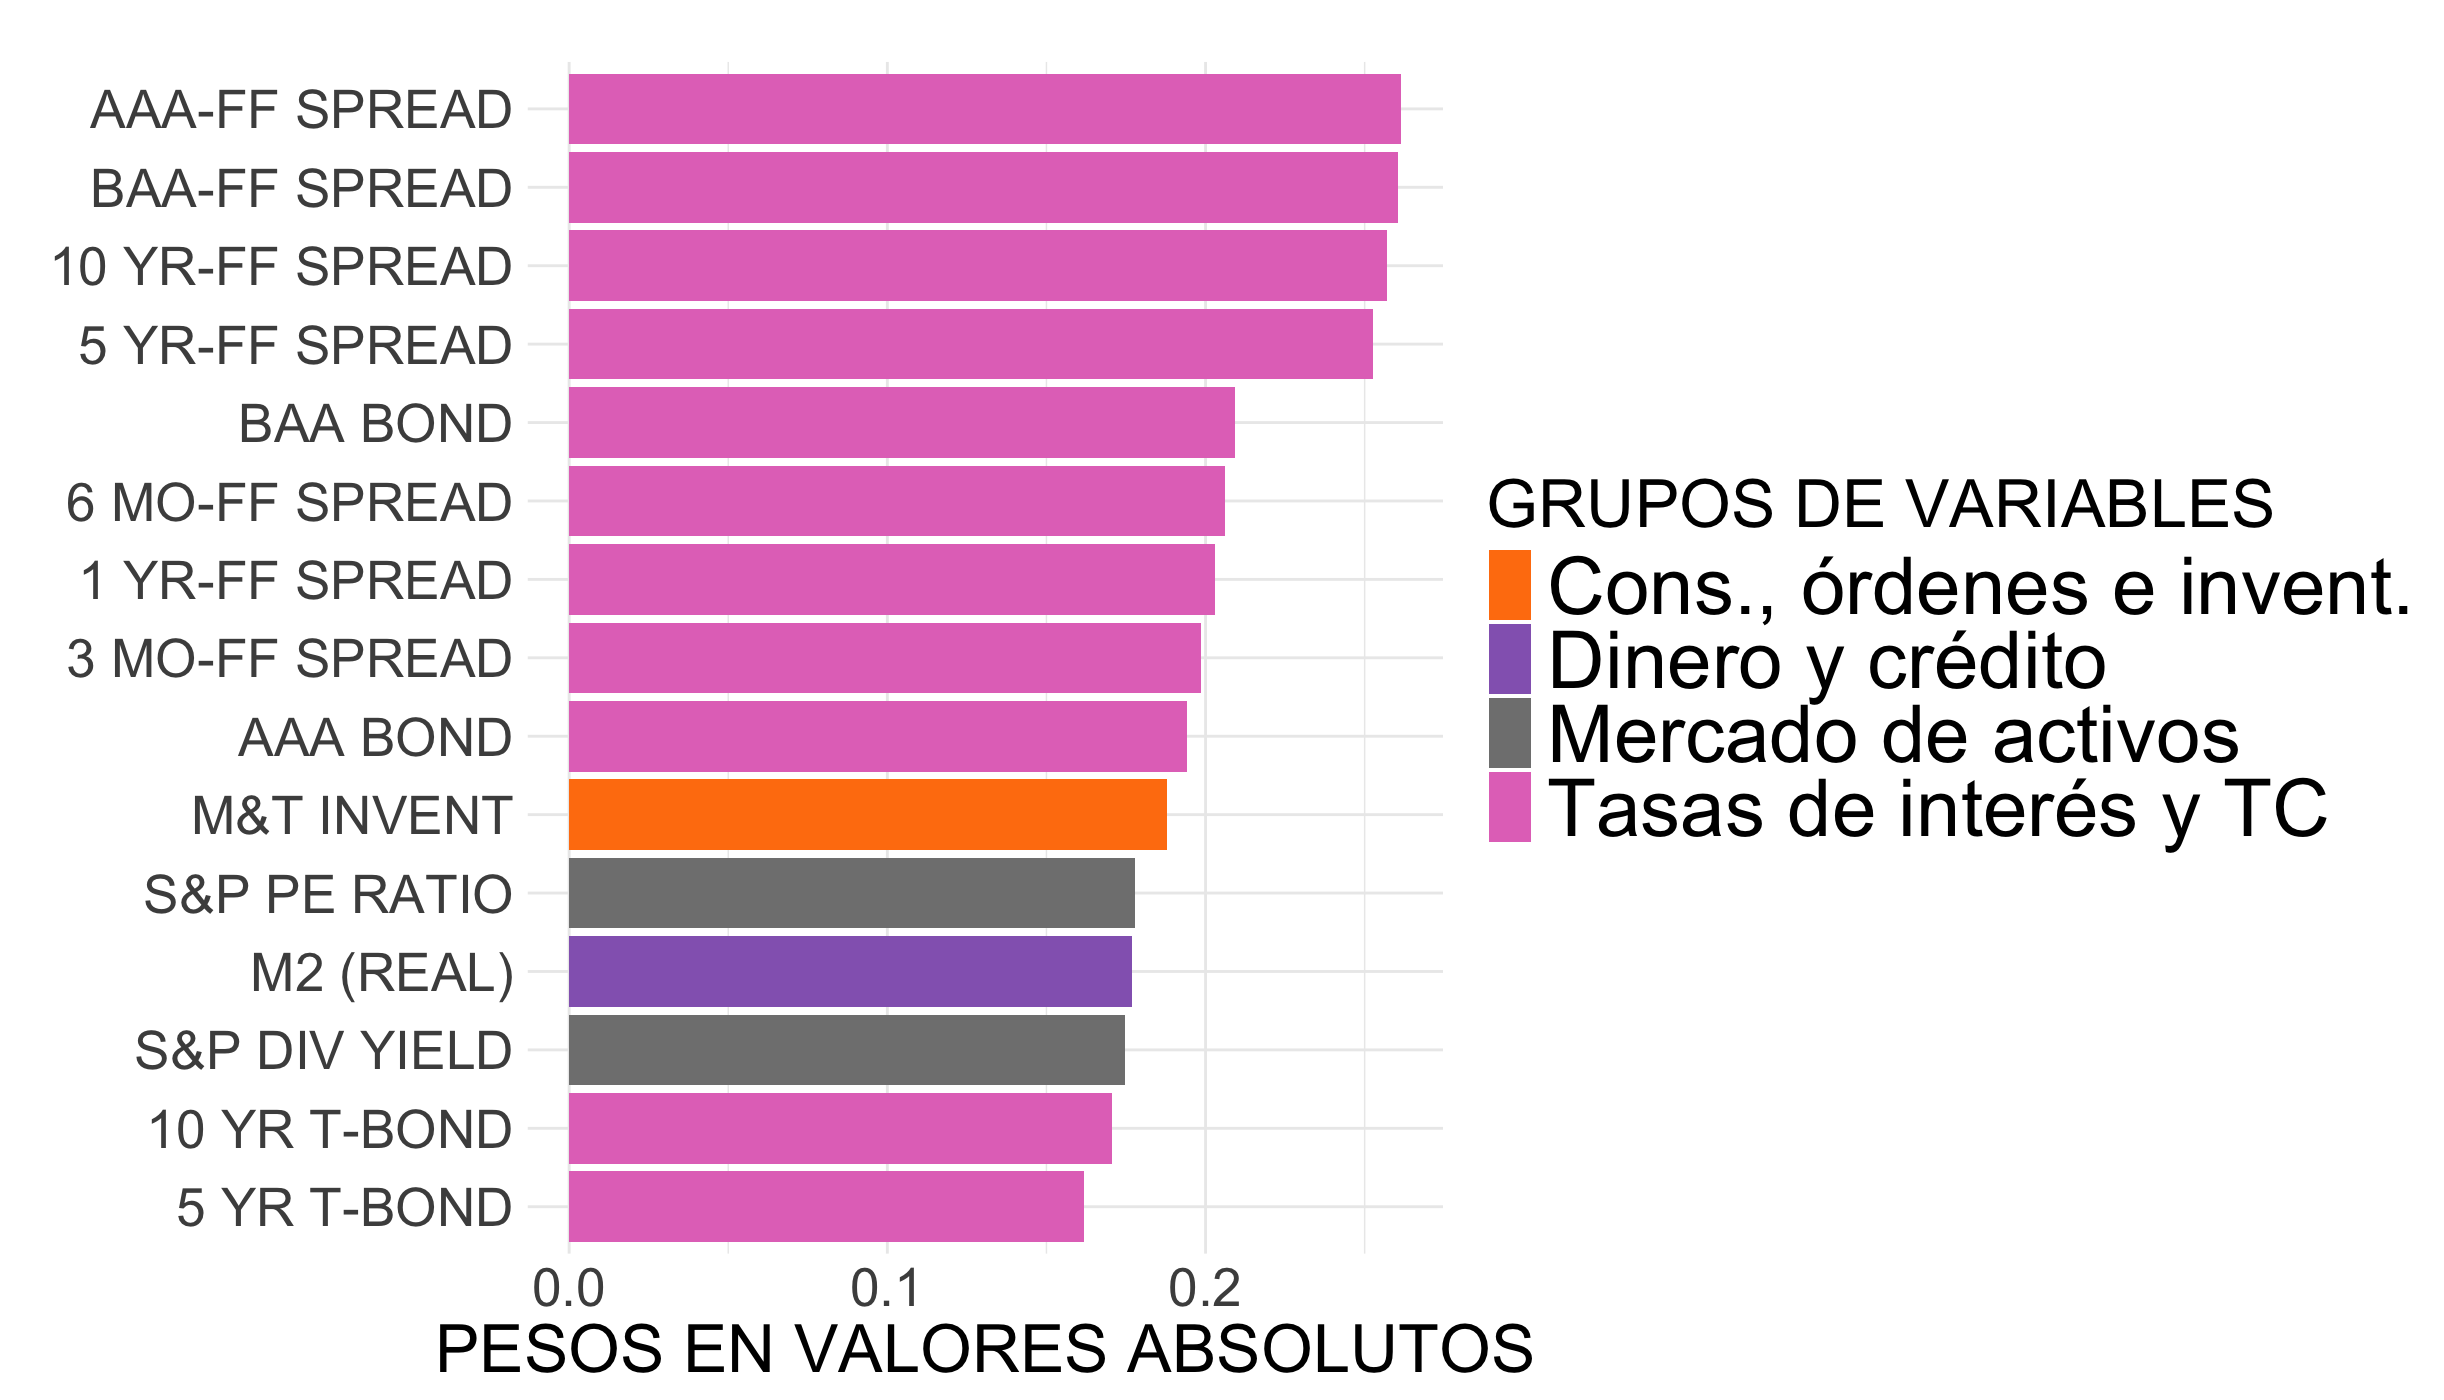 AAA-FF SPREAD
BAA-FF SPREAD
10 YR-FF SPREAD
5 YR-FF SPREAD
BAA BOND
6 MO-FF SPREAD
1 YR-FF SPREAD
3 MO-FF SPREAD
AAA BOND
M&T INVENT
S&P PE RATIO
M2 (REAL)
S&P DIV YIELD
10 YR T-BOND
5 YR T-BOND
0.0 0.1 0.2
PESOS EN VALORES ABSOLUTOS
GRUPOS DE VARIABLES
Cons., órdenes e invent.
Dinero y crédito
Mercado de activos
Tasas de interés y TC